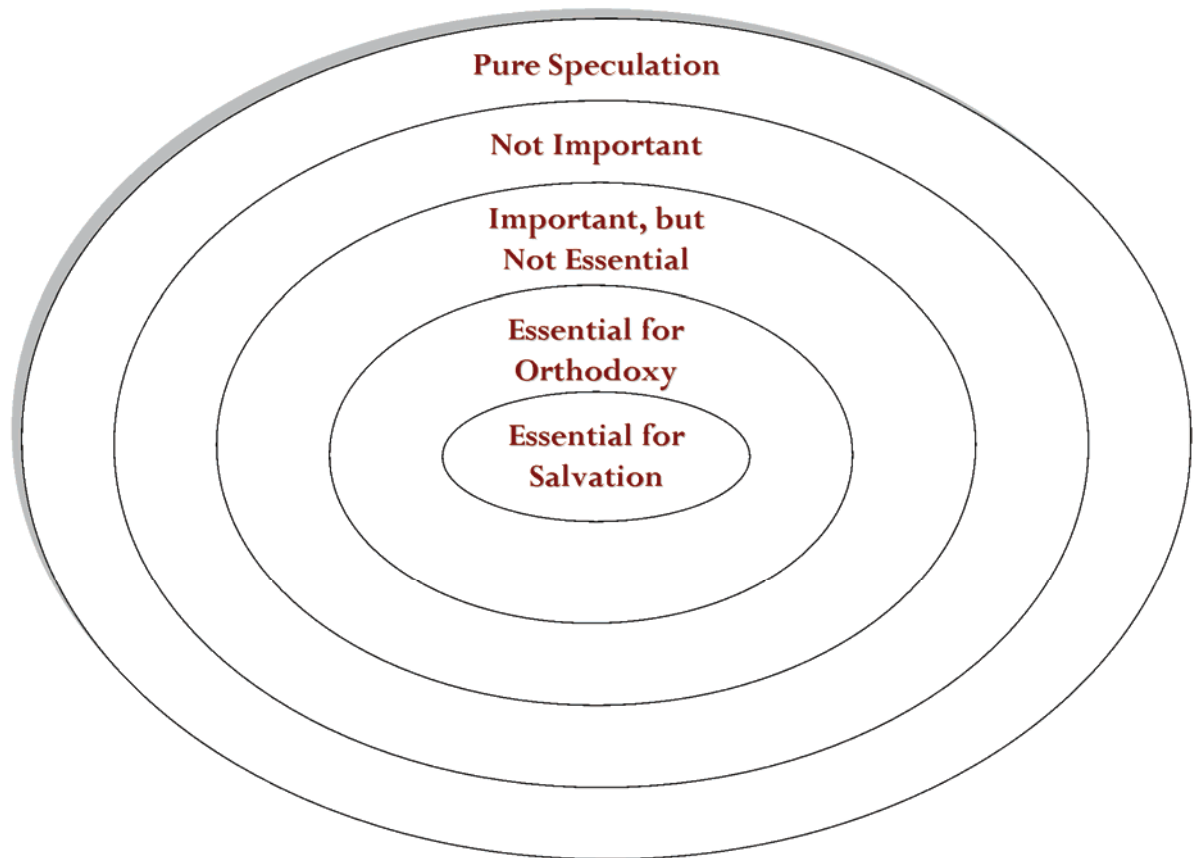 Pure Speculation
Not Important
Important, but
Not Essential
Essential for
Orthodoxy
Essential for
Salvation